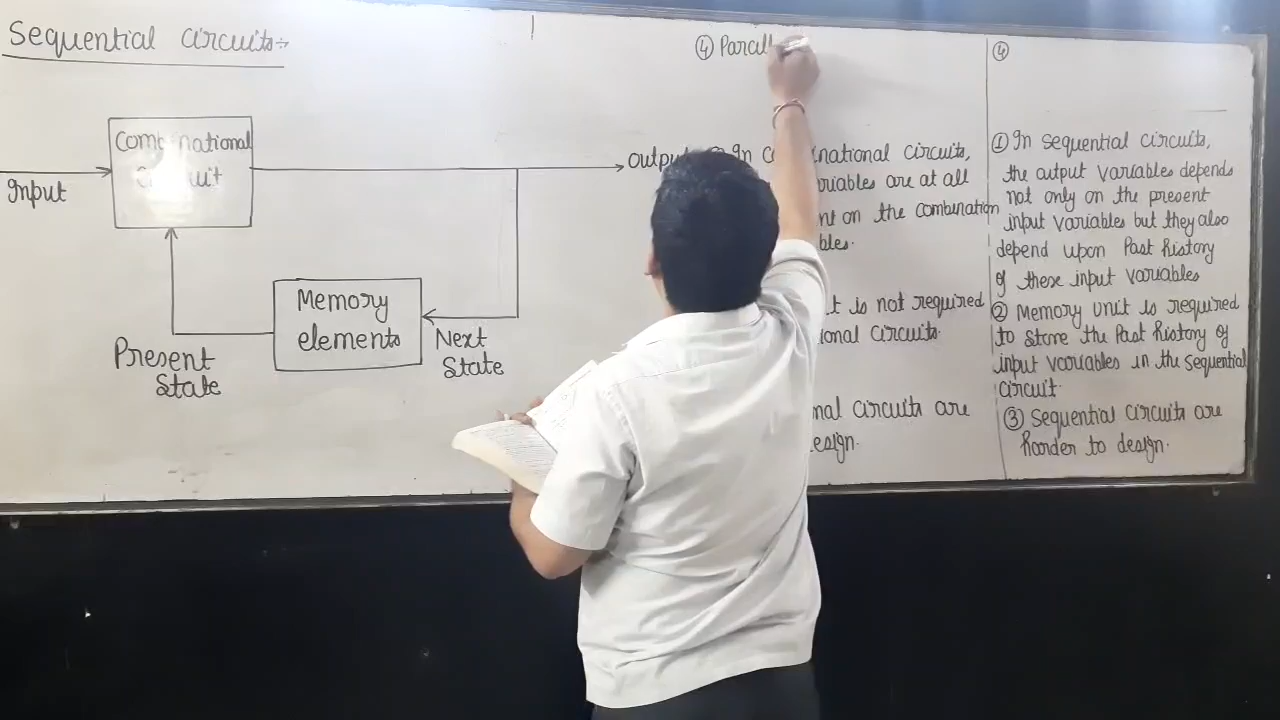 Sequential circuits:-
Input
Combinational
Circuit
output
Memory
elements
Present
State
Next
State
④ Parall
① In combinational circuits,
variables are at all
nt on the combination
bles.
t is not required
ional circuits.
nal circuits are
esign.
④
① In sequential circuits,
the output variables depends
not only on the present
input variables but they also
depend upon Past history
of these input variables
② Memory unit is required
to store the Past history of
input variables in the sequential
circuit.
③ Sequential circuits are
harder to design.